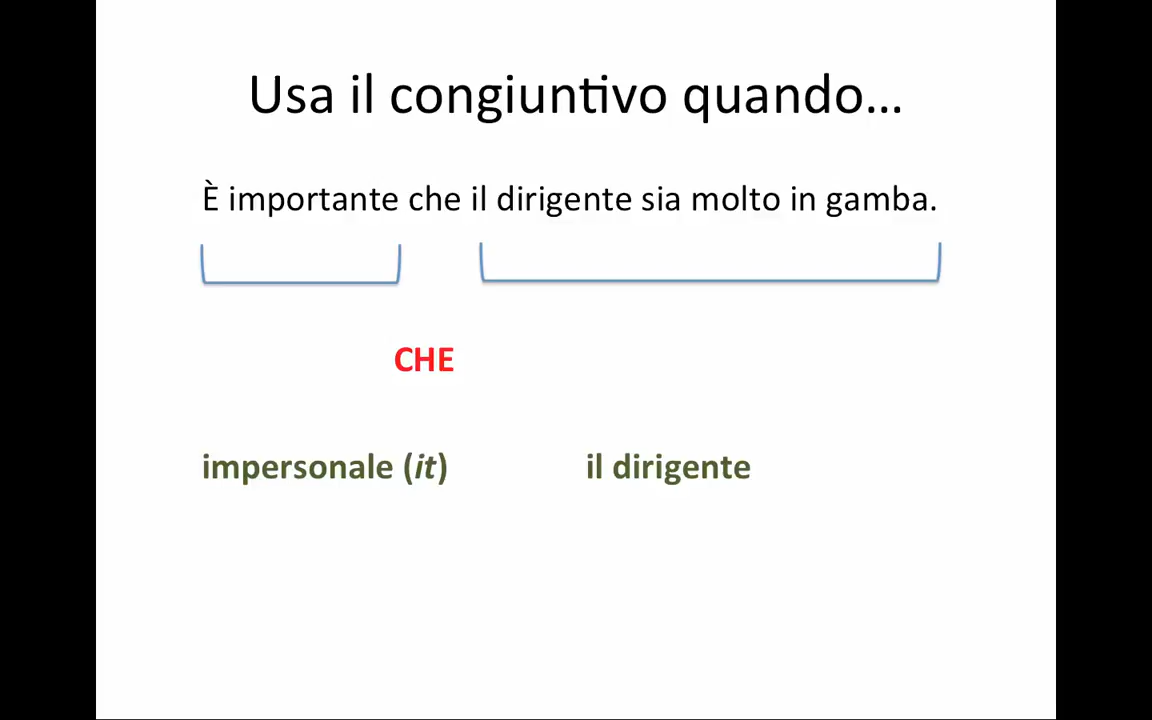 Usa il congiuntivo quando...
È importante che il dirigente sia molto in gamba.
CHE
impersonale (it) il dirigente